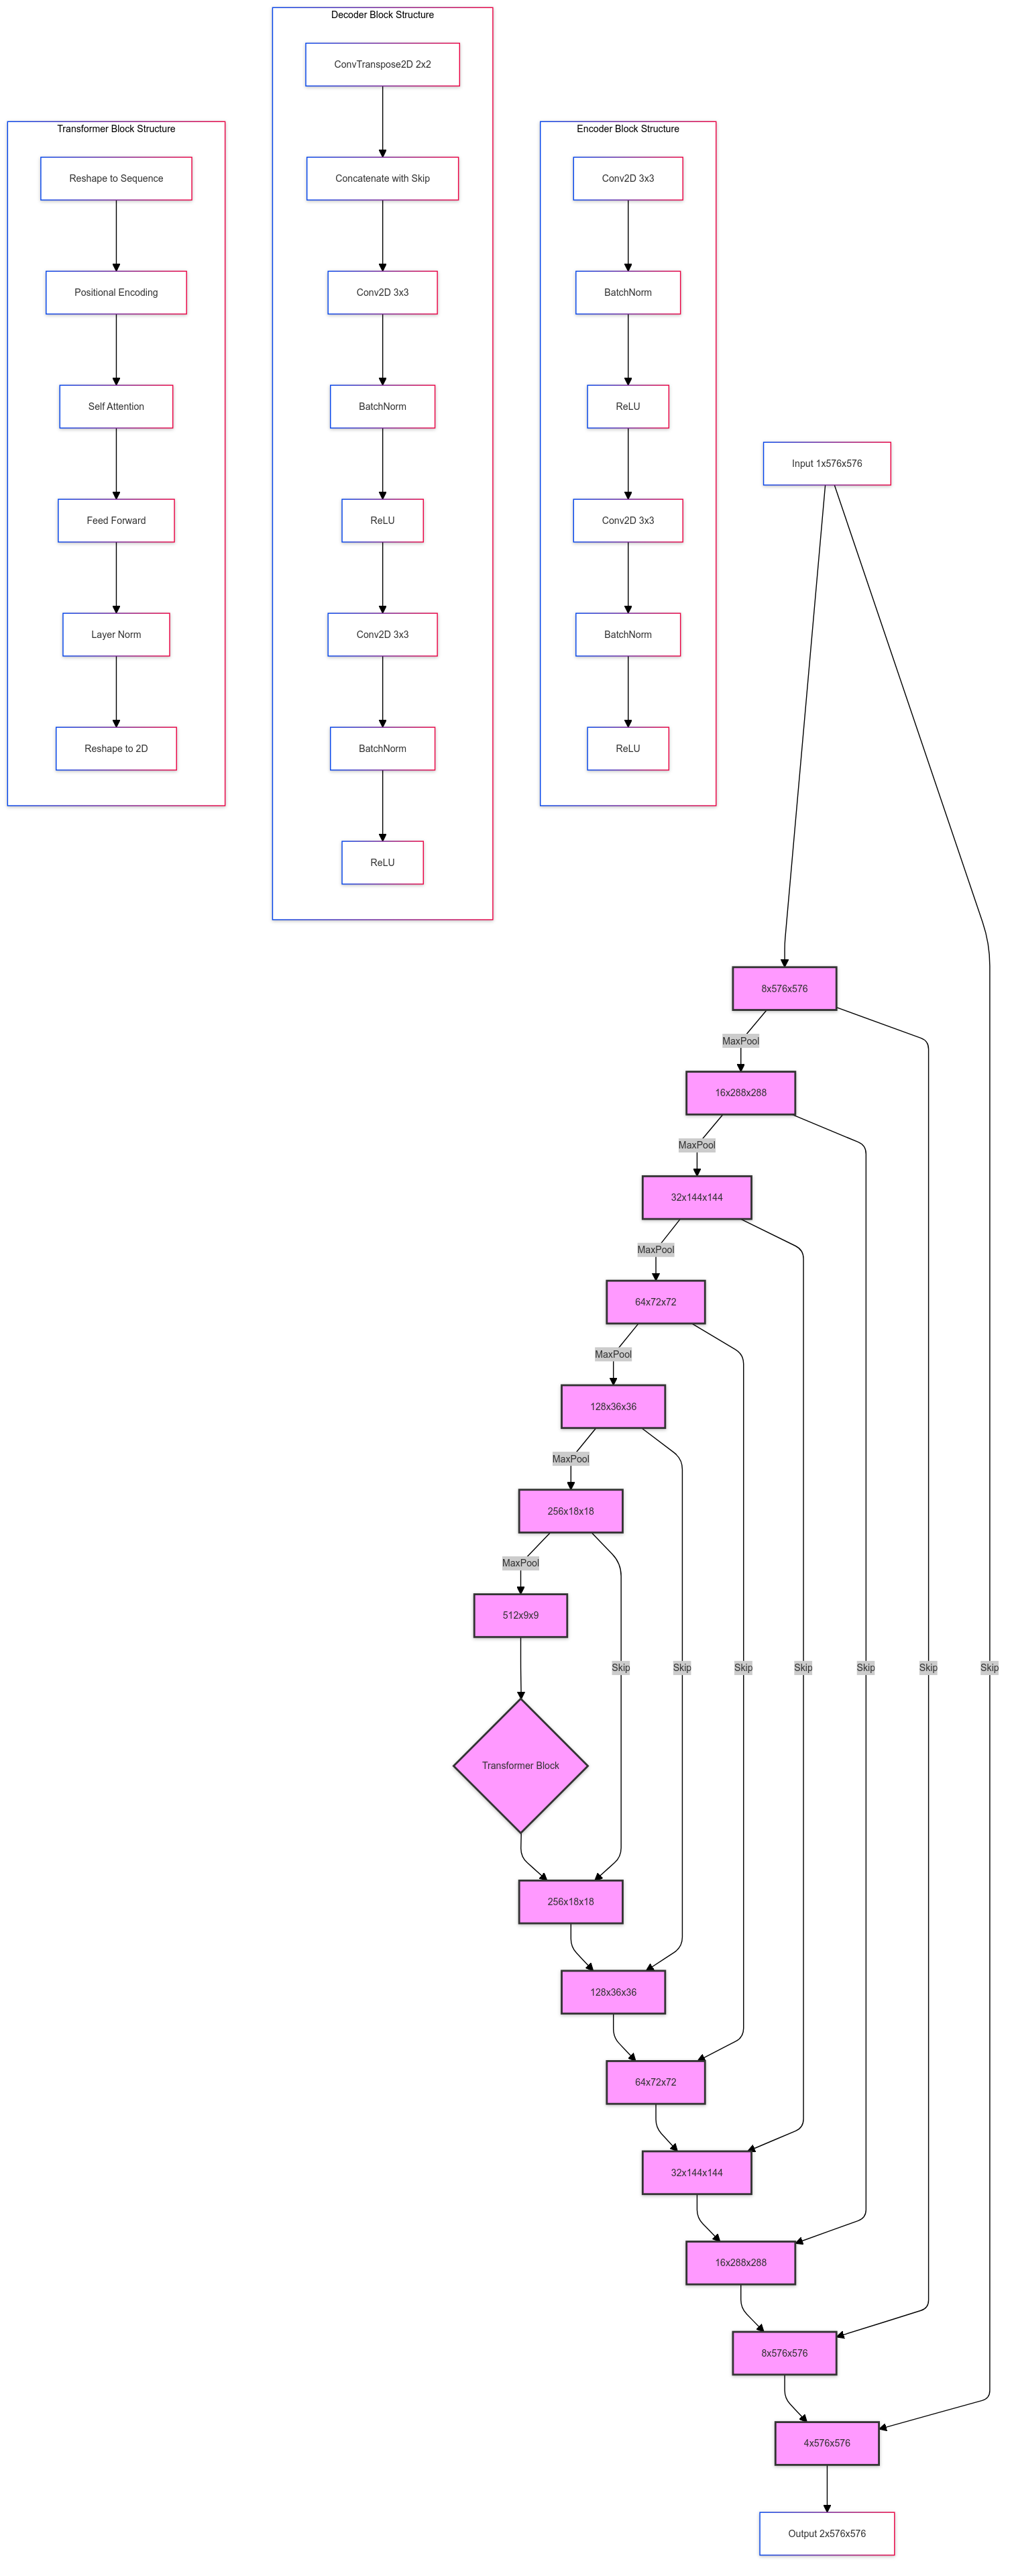 Transformer Block Structure
Reshape to Sequence
Positional Encoding
Self Attention
Feed Forward
Layer Norm
Reshape to 2D
Decoder Block Structure
ConvTranspose2D 2x2
Concatenate with Skip
Conv2D 3x3
BatchNorm
ReLU
Conv2D 3x3
BatchNorm
ReLU
Encoder Block Structure
Conv2D 3x3
BatchNorm
ReLU
Conv2D 3x3
BatchNorm
ReLU
Input 1x576x576
8x576x576
MaxPool
16x288x288
MaxPool
32x144x144
MaxPool
64x72x72
MaxPool
128x36x36
MaxPool
256x18x18
MaxPool
512x9x9
Skip
Skip
Skip
Skip
Skip
Skip
Skip
Transformer Block
256x18x18
128x36x36
64x72x72
32x144x144
16x288x288
8x576x576
4x576x576
Output 2x576x576